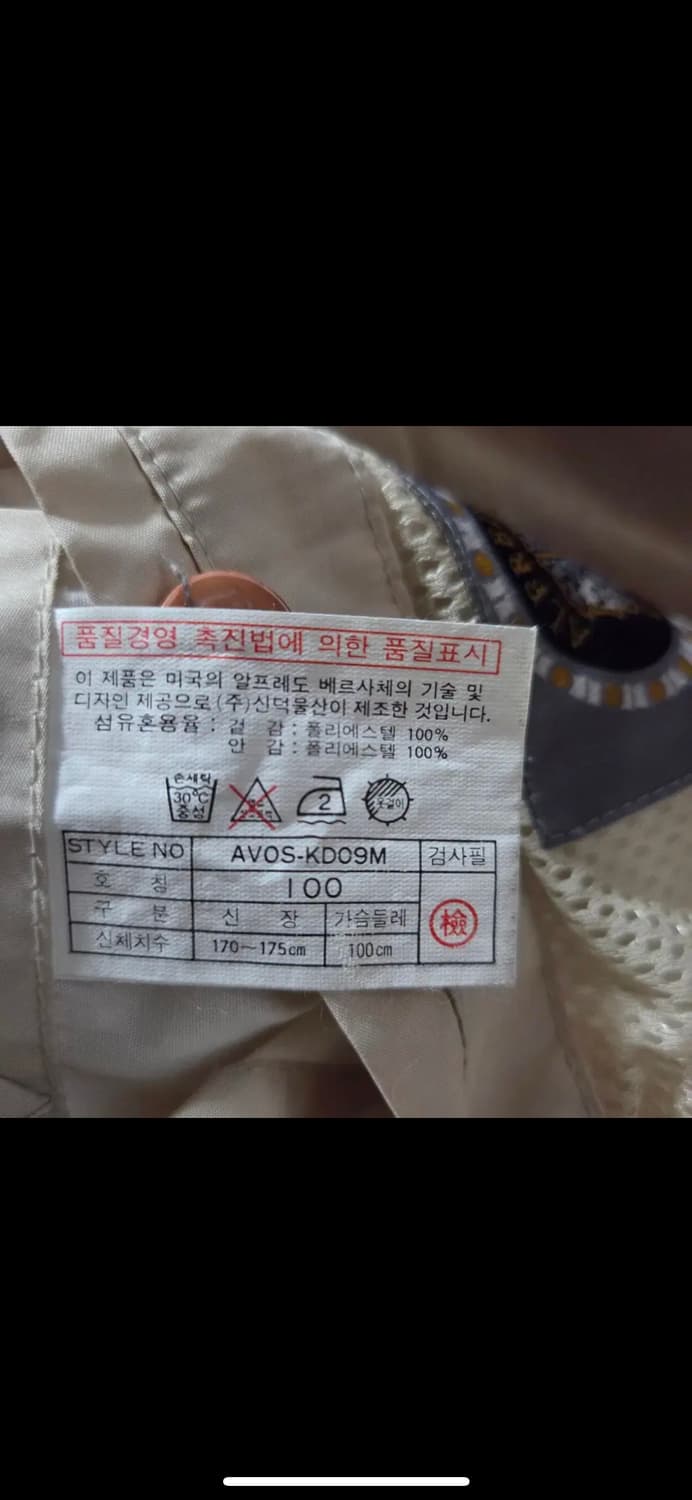 품질경영 촉진법에 의한 품질표시
이 제품은 미국의 알프레도 베르사체의 기술 및
디자인 제공으로 (주)신덕물산이 제조한 것입니다.
섬유혼용율 : 겉 감 : 폴리에스텔 100%
안 감 : 폴리에스텔 100%
손세탁
30°C
중성
2
옷걸이
STYLE NO AVOS-KD09M 검사필
호 칭 100
구 분 신 장 가슴둘레
檢
신체치수 170~175cm 100cm